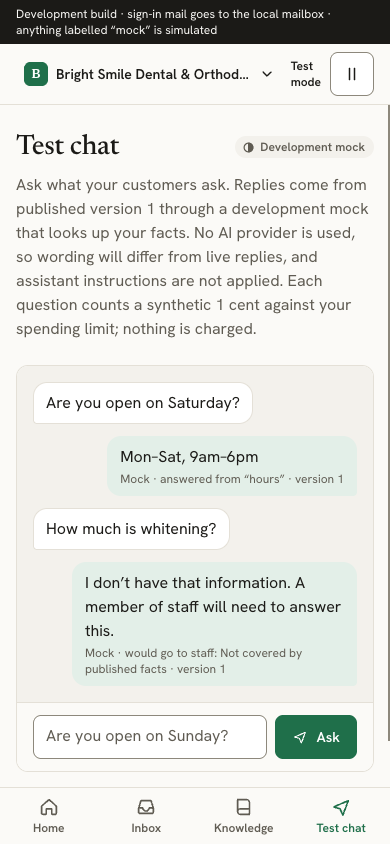 Development build · sign-in mail goes to the local mailbox ·
anything labelled “mock” is simulated
B
Bright Smile Dental & Orthod…
Test
mode
Test chat
Development mock
Ask what your customers ask. Replies come from
published version 1 through a development mock
that looks up your facts. No AI provider is used,
so wording will differ from live replies, and
assistant instructions are not applied. Each
question counts a synthetic 1 cent against your
spending limit; nothing is charged.
Are you open on Saturday?
Mon–Sat, 9am–6pm
Mock · answered from “hours” · version 1
How much is whitening?
I don’t have that information. A
member of staff will need to answer
this.
Mock · would go to staff: Not covered by
published facts · version 1
Are you open on Sunday?
Ask
Home
Inbox
Knowledge
Test chat